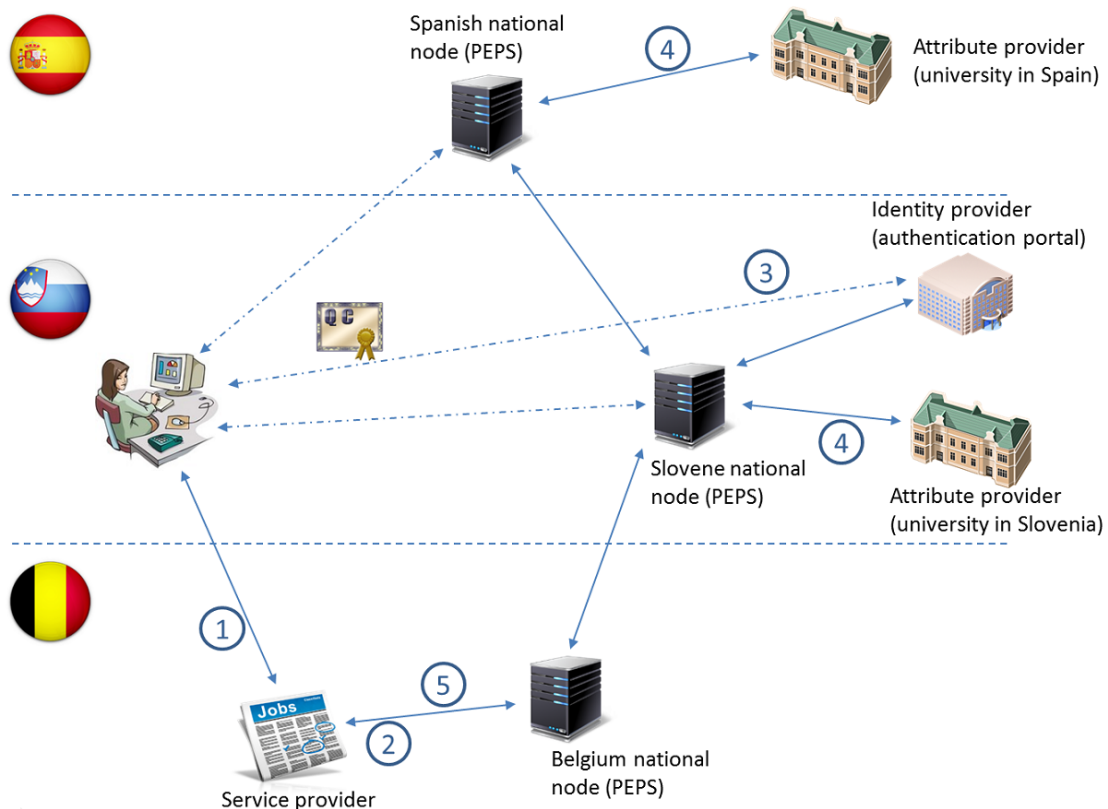 Spanish national
node (PEPS)
4
Attribute provider
(university in Spain)
Identity provider
(authentication portal)
3
Q C
Slovene national
node (PEPS)
4
Attribute provider
(university in Slovenia)
1
5
Jobs
2
Belgium national
node (PEPS)
Service provider